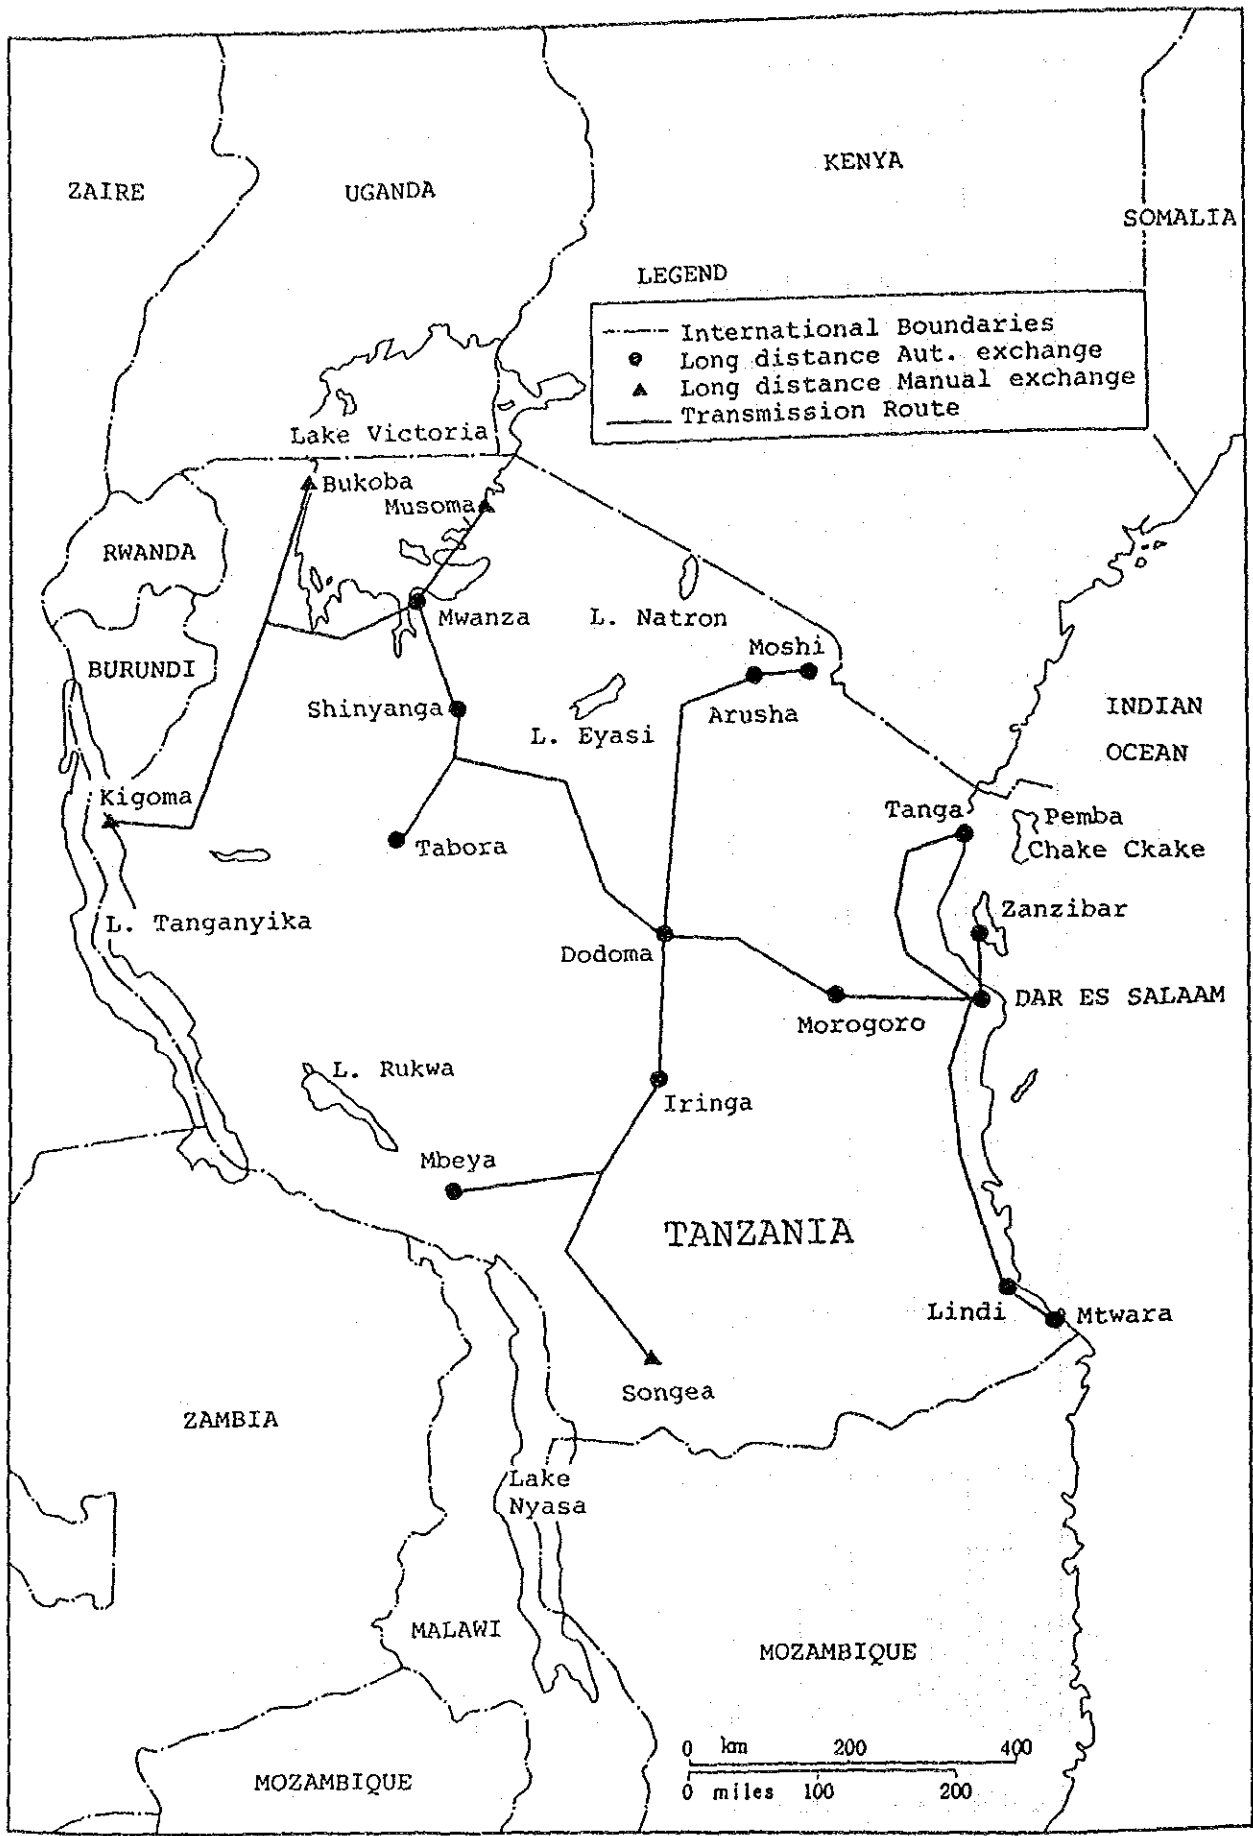 KENYA
ZAIRE
UGANDA
SOMALIA
LEGEND
International Boundaries
Long distance Aut. exchange
Long distance Manual exchange
Transmission Route
Lake Victoria
Bukoba
Musoma
RWANDA
Mwanza
L. Natron
Moshi
BURUNDI
Shinyanga
Arusha
INDIAN
OCEAN
L. Eyasi
Kigoma
Tanga
Pemba
Tabora
Chake Ckake
L. Tanganyika
Zanzibar
Dodoma
DAR ES SALAAM
Morogoro
L. Rukwa
Iringa
Mbeya
TANZANIA
Lindi
Mtwara
Songea
ZAMBIA
Lake
Nyasa
MALAWI
MOZAMBIQUE
0 km 200 400
MOZAMBIQUE
0 miles 100 200